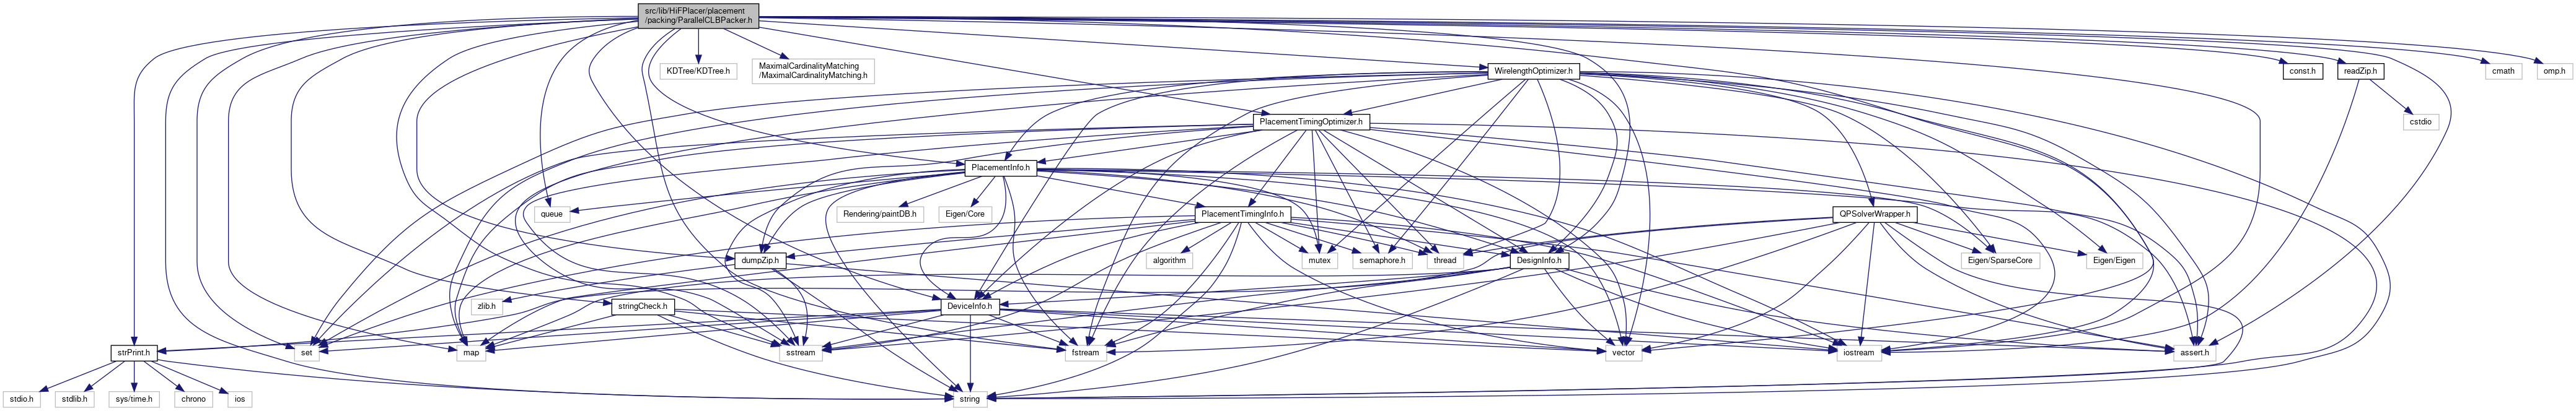 src/lib/HiFPlacer/placement
/packing/ParallelCLBPacker.h
KDTree/KDTree.h
MaximalCardinalityMatching
/MaximalCardinalityMatching.h
WirelengthOptimizer.h
const.h
readZip.h
cmath
omp.h
PlacementTimingOptimizer.h
cstdio
PlacementInfo.h
queue
Rendering/paintDB.h
Eigen/Core
PlacementTimingInfo.h
QPSolverWrapper.h
dumpZip.h
algorithm
mutex
semaphore.h
thread
DesignInfo.h
Eigen/SparseCore
Eigen/Eigen
zlib.h
stringCheck.h
DeviceInfo.h
strPrint.h
set
map
sstream
fstream
vector
iostream
assert.h
stdio.h
stdlib.h
sys/time.h
chrono
ios
string